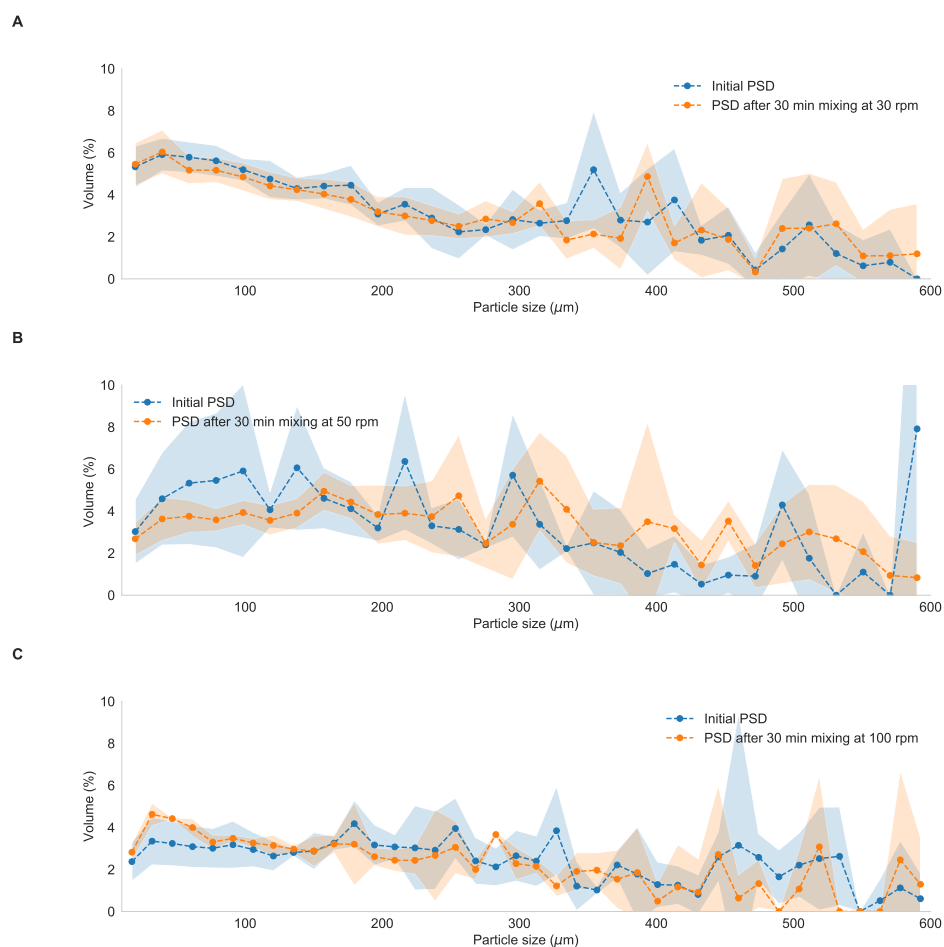 A
10
8
6
4
2
0
Volume (%)
Initial PSD
PSD after 30 min mixing at 30 rpm
100 200 300 400 500 600
Particle size (µm)
B
10
8
6
4
2
0
Volume (%)
Initial PSD
PSD after 30 min mixing at 50 rpm
100 200 300 400 500 600
Particle size (µm)
C
10
8
6
4
2
0
Volume (%)
Initial PSD
PSD after 30 min mixing at 100 rpm
100 200 300 400 500 600
Particle size (µm)